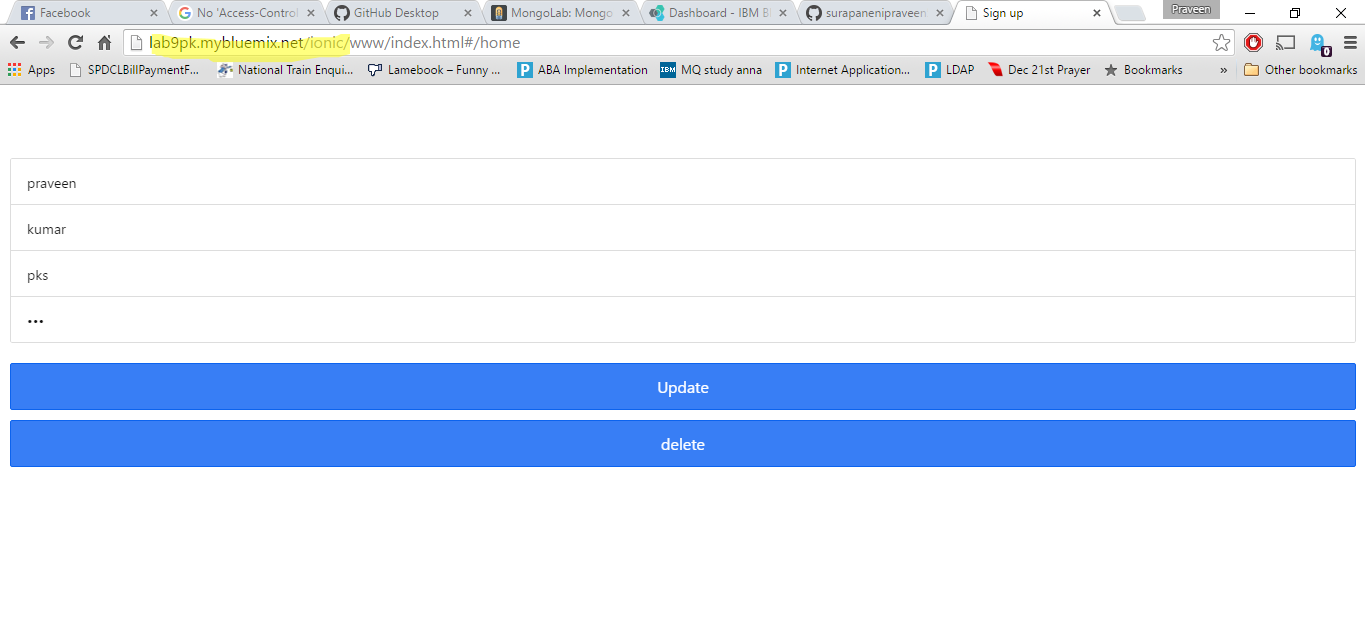 Facebook
No 'Access-Control
GitHub Desktop
MongoLab: Mongo
Dashboard - IBM Bl
surapanenipraveen
Sign up
Praveen
lab9pk.mybluemix.net/ionic/www/index.html#/home
0
Apps
SPDCLBillPaymentF...
National Train Enqui...
Lamebook – Funny ...
P ABA Implementation
IBM MQ study anna
P Internet Application...
P LDAP
Dec 21st Prayer
Bookmarks
»
Other bookmarks
praveen
kumar
pks
•••
Update
delete